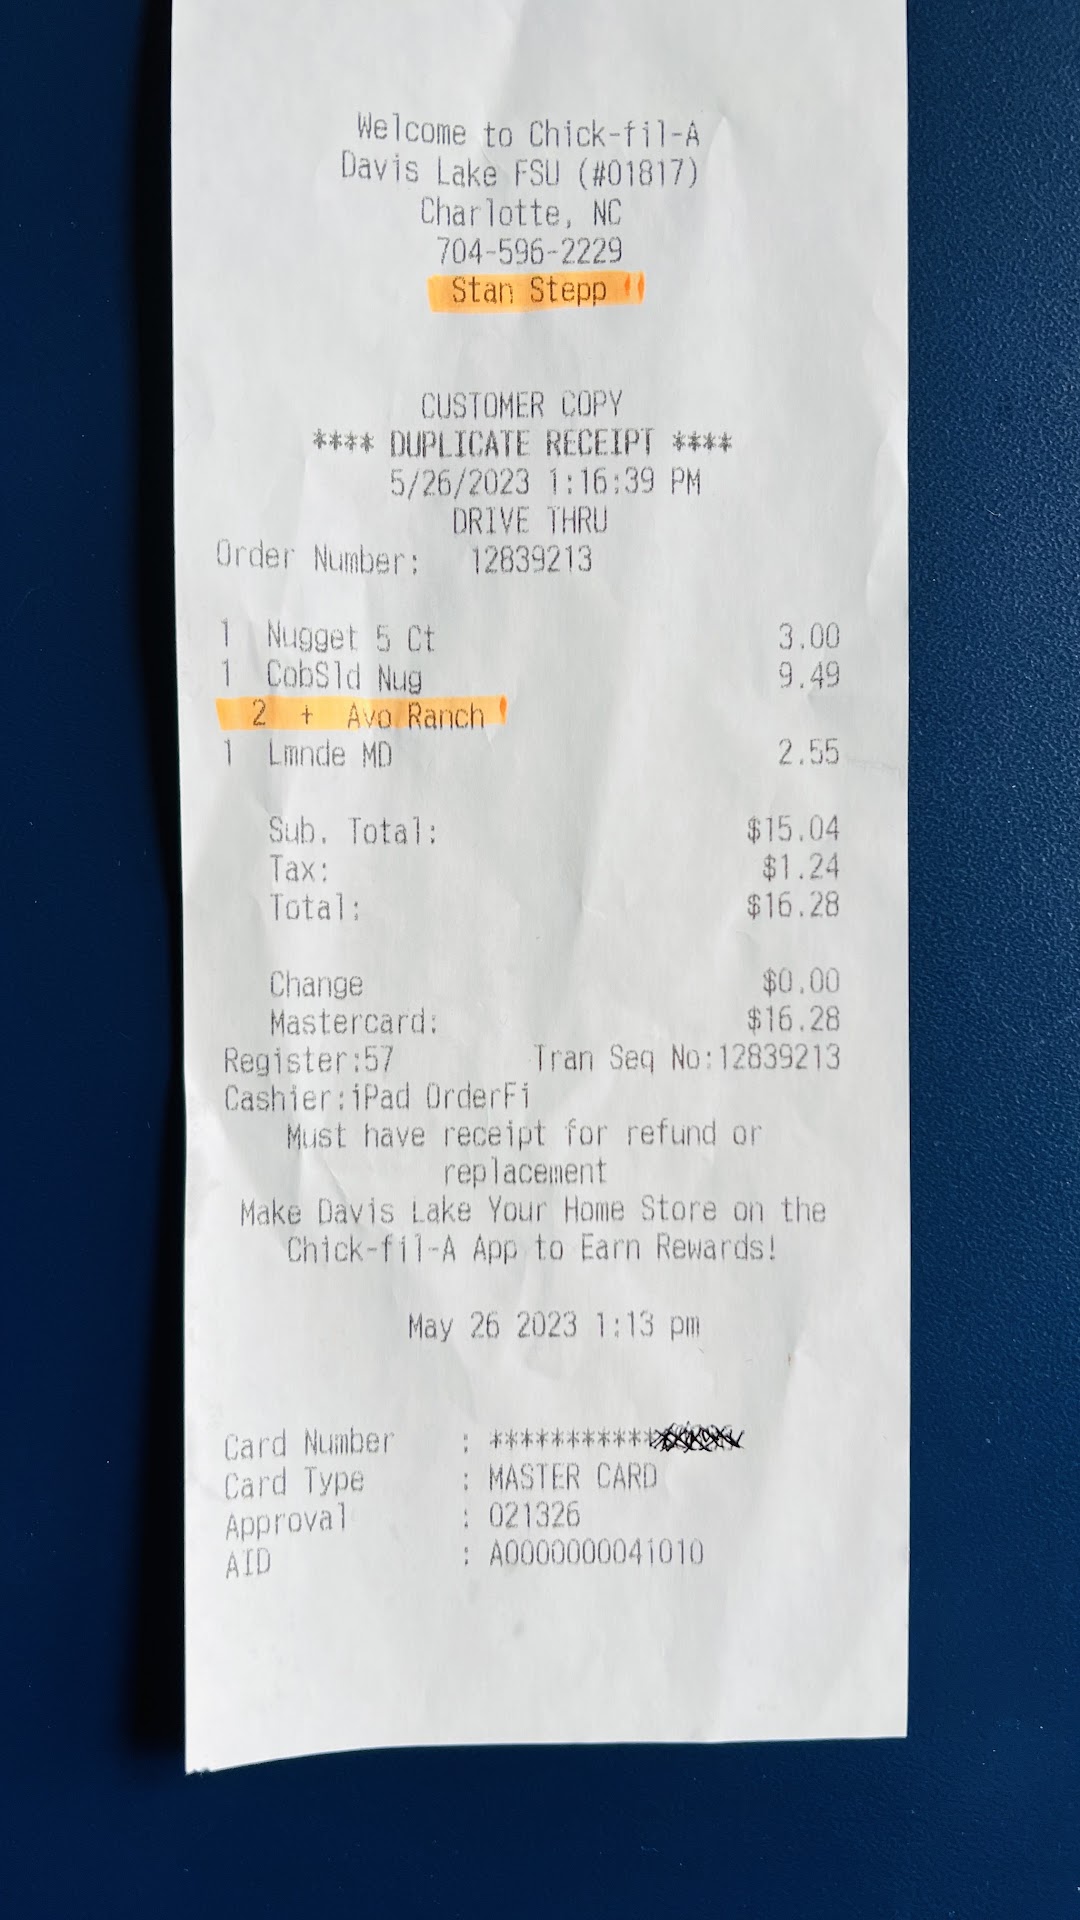 Welcome to Chick-fil-A
Davis Lake FSU (#01817)
Charlotte, NC
704-596-2229
Stan Stepp
CUSTOMER COPY
**** DUPLICATE RECEIPT ****
5/26/2023 1:16:39 PM
DRIVE THRU
Order Number: 12839213
1 Nugget 5 Ct 3.00
1 CobSld Nug 9.49
2 + Avo Ranch
1 Lmnde MD 2.55
Sub. Total: $15.04
Tax: $1.24
Total: $16.28
Change $0.00
Mastercard: $16.28
Register:57 Tran Seq No:12839213
Cashier:iPad OrderFi
Must have receipt for refund or
replacement
Make Davis Lake Your Home Store on the
Chick-fil-A App to Earn Rewards!
May 26 2023 1:13 pm
Card Number : ***********
Card Type : MASTER CARD
Approval : 021326
AID : A0000000041010